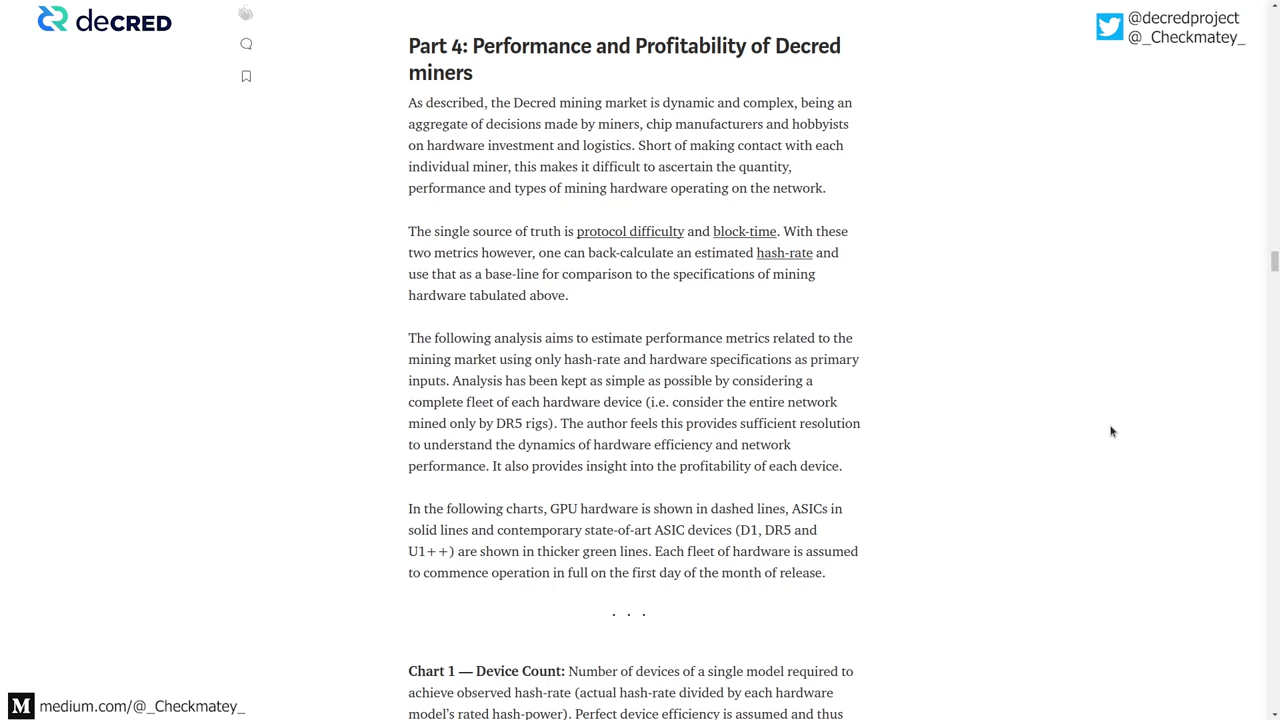 deCRED
@decredproject
@_Checkmatey_
Part 4: Performance and Profitability of Decred
miners
As described, the Decred mining market is dynamic and complex, being an
aggregate of decisions made by miners, chip manufacturers and hobbyists
on hardware investment and logistics. Short of making contact with each
individual miner, this makes it difficult to ascertain the quantity,
performance and types of mining hardware operating on the network.
The single source of truth is protocol difficulty and block-time. With these
two metrics however, one can back-calculate an estimated hash-rate and
use that as a base-line for comparison to the specifications of mining
hardware tabulated above.
The following analysis aims to estimate performance metrics related to the
mining market using only hash-rate and hardware specifications as primary
inputs. Analysis has been kept as simple as possible by considering a
complete fleet of each hardware device (i.e. consider the entire network
mined only by DR5 rigs). The author feels this provides sufficient resolution
to understand the dynamics of hardware efficiency and network
performance. It also provides insight into the profitability of each device.
In the following charts, GPU hardware is shown in dashed lines, ASICs in
solid lines and contemporary state-of-art ASIC devices (D1, DR5 and
U1++) are shown in thicker green lines. Each fleet of hardware is assumed
to commence operation in full on the first day of the month of release.
. . .
Chart 1 — Device Count: Number of devices of a single model required to
achieve observed hash-rate (actual hash-rate divided by each hardware
model's rated hash-power). Perfect device efficiency is assumed and thus
M medium.com/@_Checkmatey_